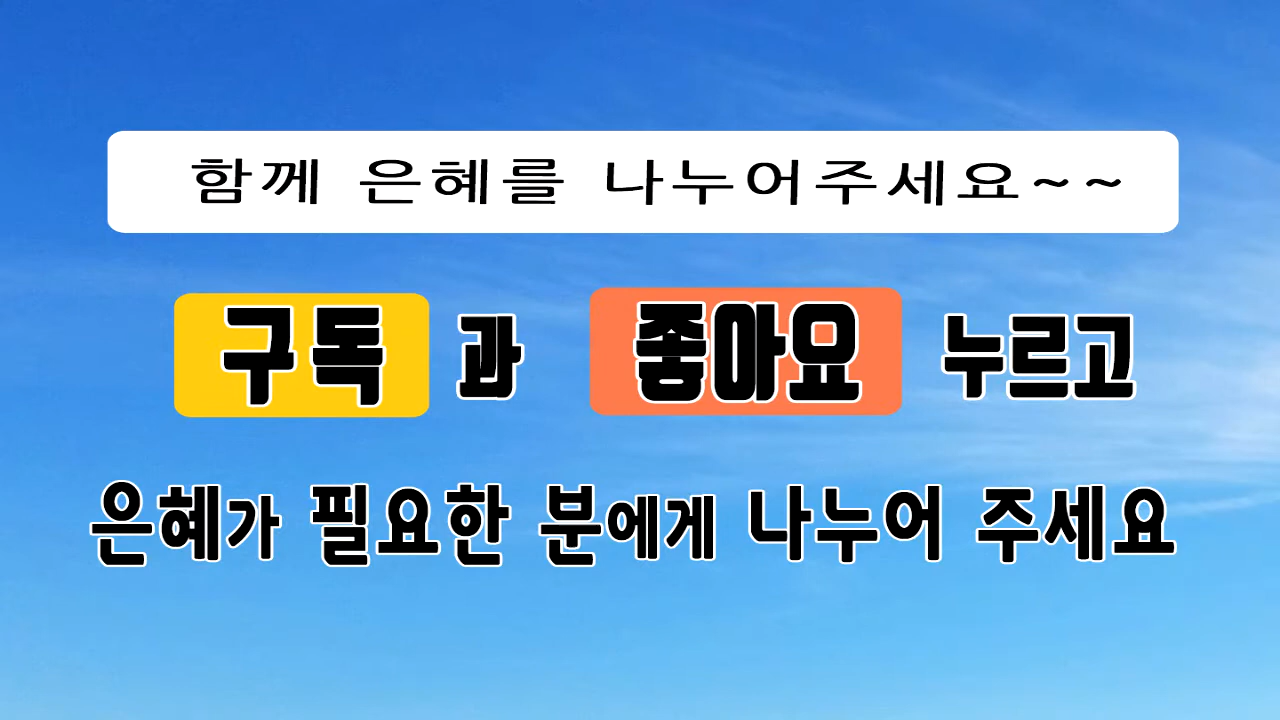 함께 은혜를 나누어주세요~~
구독 과 좋아요 누르고
은혜가 필요한 분에게 나누어 주세요